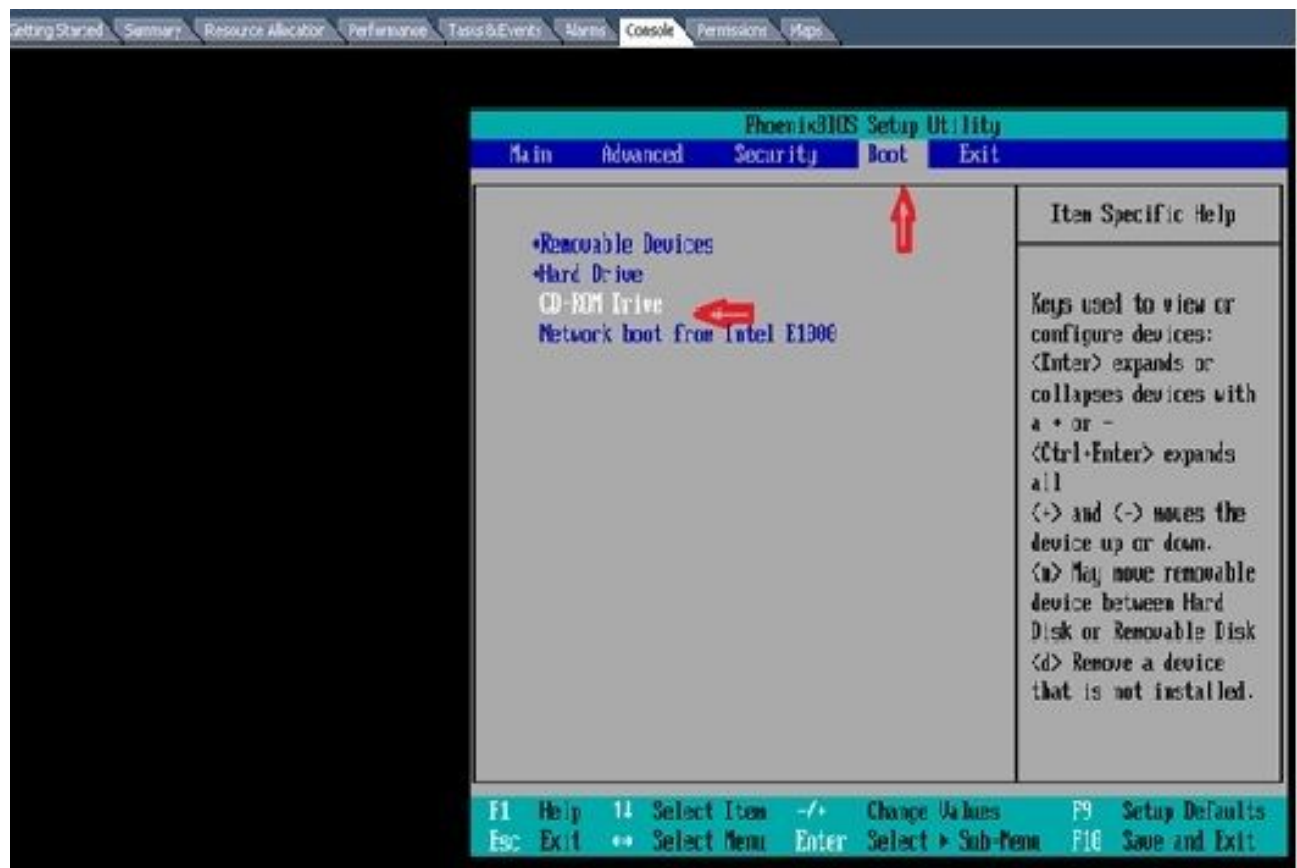 Getting Started Summary Resource Allocation Performance Tasks & Events Alarms Console Permissions Maps
PhoenixBIOS Setup Utility
Main Advanced Security Boot Exit
Item Specific Help
+Removable Devices
+Hard Drive
CD-ROM Drive
Network boot from Intel E1000
Keys used to view or
configure devices:
<Enter> expands or
collapses devices with
a + or -
<Ctrl+Enter> expands
all
<+> and <-> moves the
device up or down.
<n> May move removable
device between Hard
Disk or Removable Disk
<d> Remove a device
that is not installed.
F1 Help ↑↓ Select Item -/+ Change Values F9 Setup Defaults
Esc Exit ↔ Select Menu Enter Select ▶ Sub-Menu F10 Save and Exit